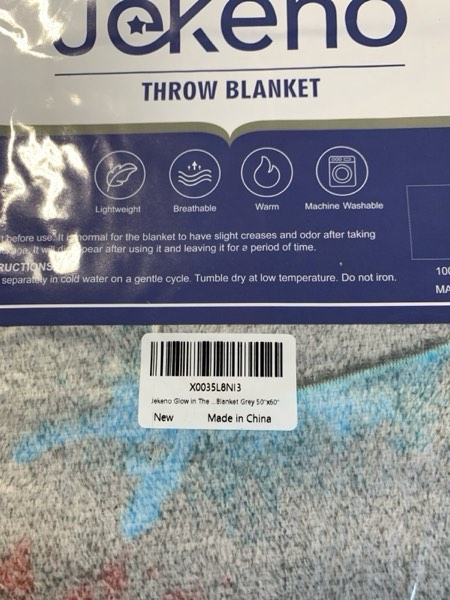 Jekeno
THROW BLANKET
Lightweight Breathable Warm Machine Washable
before use. It is normal for the blanket to have slight creases and odor after taking
It will disappear after using it and leaving it for a period of time.
separately in cold water on a gentle cycle. Tumble dry at low temperature. Do not iron.
100
MA
X0035L8NI3
Jekeno Glow in The ...Blanket Grey 50"x60"
New Made in China